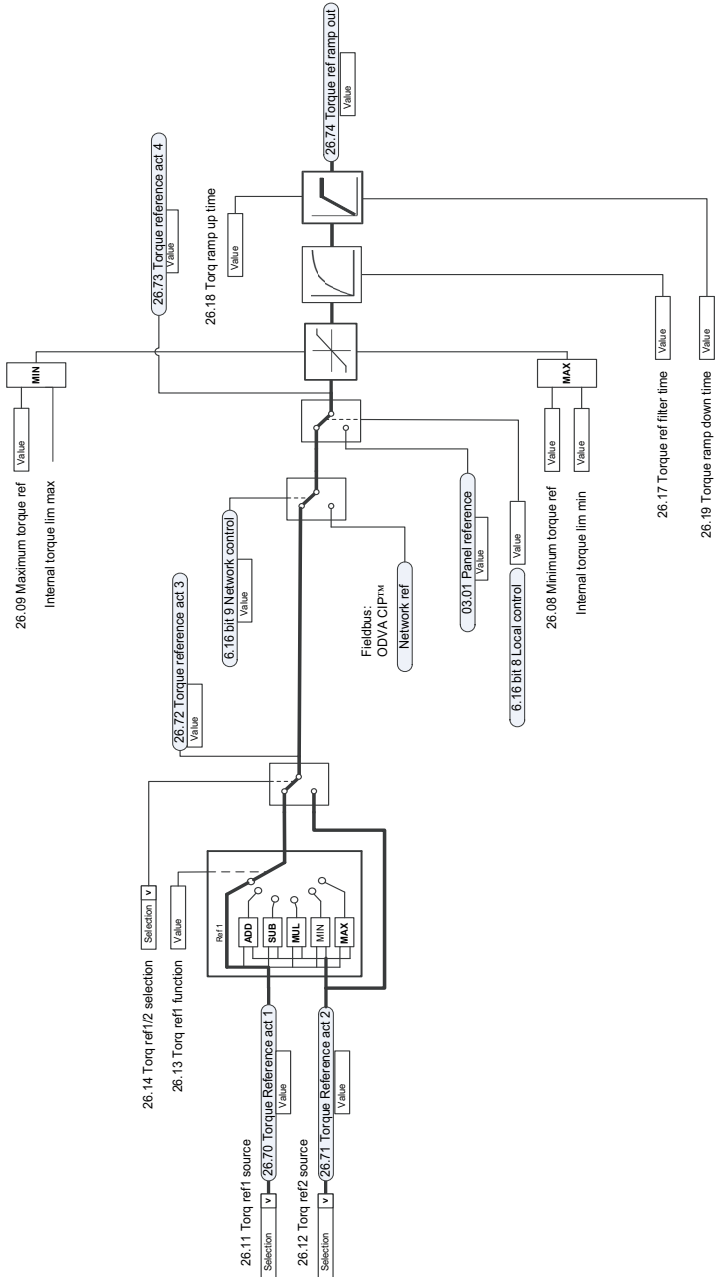 26.11 Torq ref1 source
Selection v
26.70 Torque Reference act 1
Value
26.12 Torq ref2 source
Selection v
26.71 Torque Reference act 2
Value
26.14 Torq ref1/2 selection
Selection v
26.13 Torq ref1 function
Value
Ref 1
ADD
SUB
MUL
MIN
MAX
26.72 Torque reference act 3
Value
6.16 bit 9 Network control
Value
Fieldbus:
ODVA CIP™
Network ref
03.01 Panel reference
Value
6.16 bit 8 Local control
Value
26.73 Torque reference act 4
Value
26.09 Maximum torque ref
Value
Internal torque lim max
MIN
26.08 Minimum torque ref
Value
Internal torque lim min
Value
MAX
26.18 Torq ramp up time
Value
26.17 Torque ref filter time
Value
26.19 Torque ramp down time
Value
26.74 Torque ref ramp out
Value